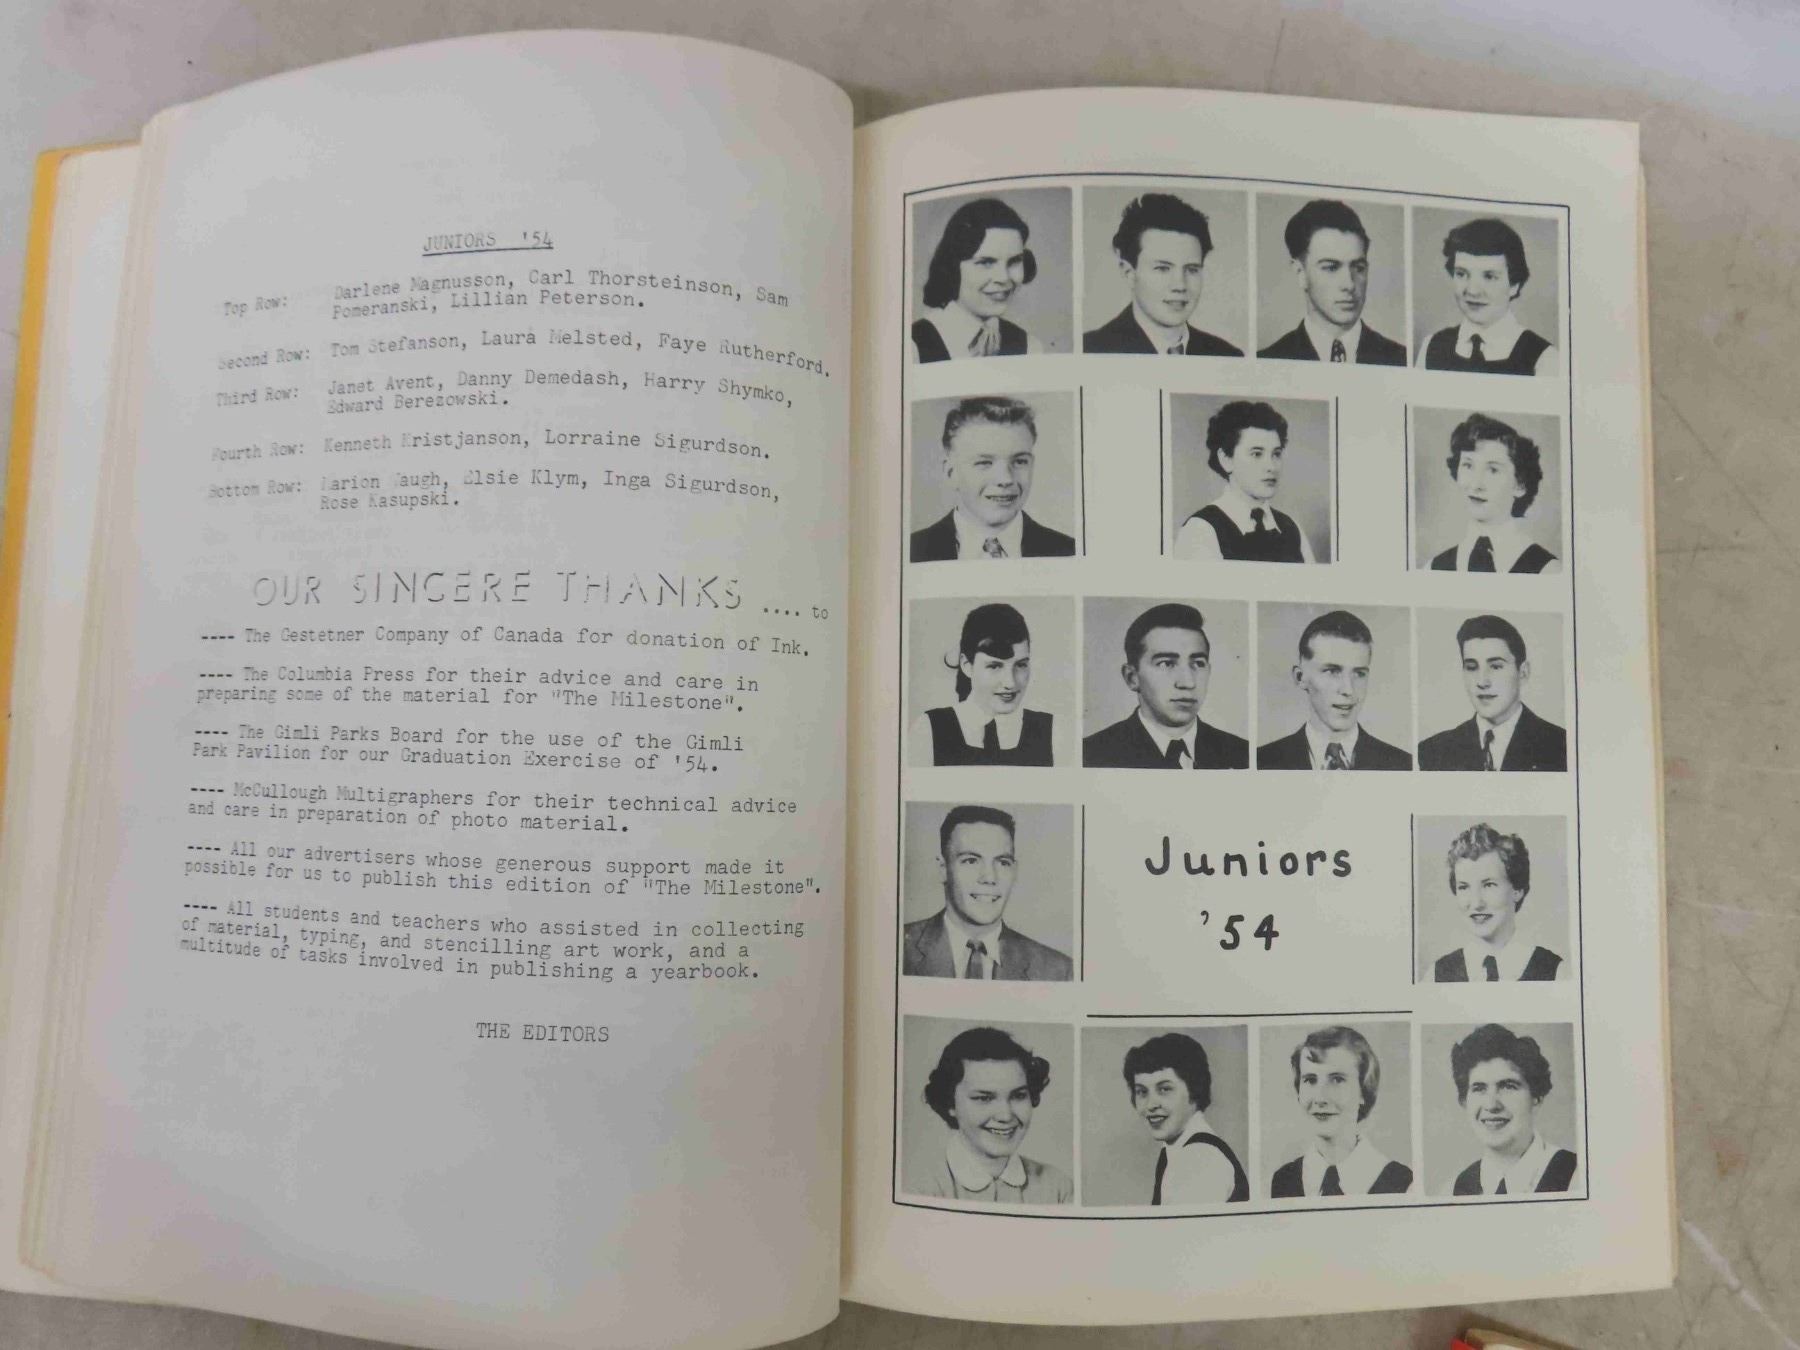 JUNIORS '54
Top Row: Darlene Magnusson, Carl Thorsteinson, Sam
Pomeranski, Lillian Peterson.
Second Row: Tom Stefanson, Laura Melsted, Faye Rutherford.
Third Row: Janet Avent, Danny Demedash, Harry Shymko,
Edward Berezowski.
Fourth Row: Kenneth Kristjanson, Lorraine Sigurdson.
Bottom Row: Marion Elsie Klym, Inga Sigurdson,
Rose Kasupski.
OUR SINCERE THANKS .... to
---- The Gestetner Company of Canada for donation of Ink.
---- The Columbia Press for their advice and care in
preparing some of the material for "The Milestone".
---- The Gimli Parks Board for the use of the Gimli
Park Pavilion for our Graduation Exercise of '54.
---- McCullough Multigraphers for their technical advice
and care in preparation of photo material.
---- All our advertisers whose generous support made it
possible for us to publish this edition of "The Milestone".
---- All students and teachers who assisted in collecting
of material, typing, and stencilling art work, and a
multitude of tasks involved in publishing a yearbook.
THE EDITORS
Juniors
'54